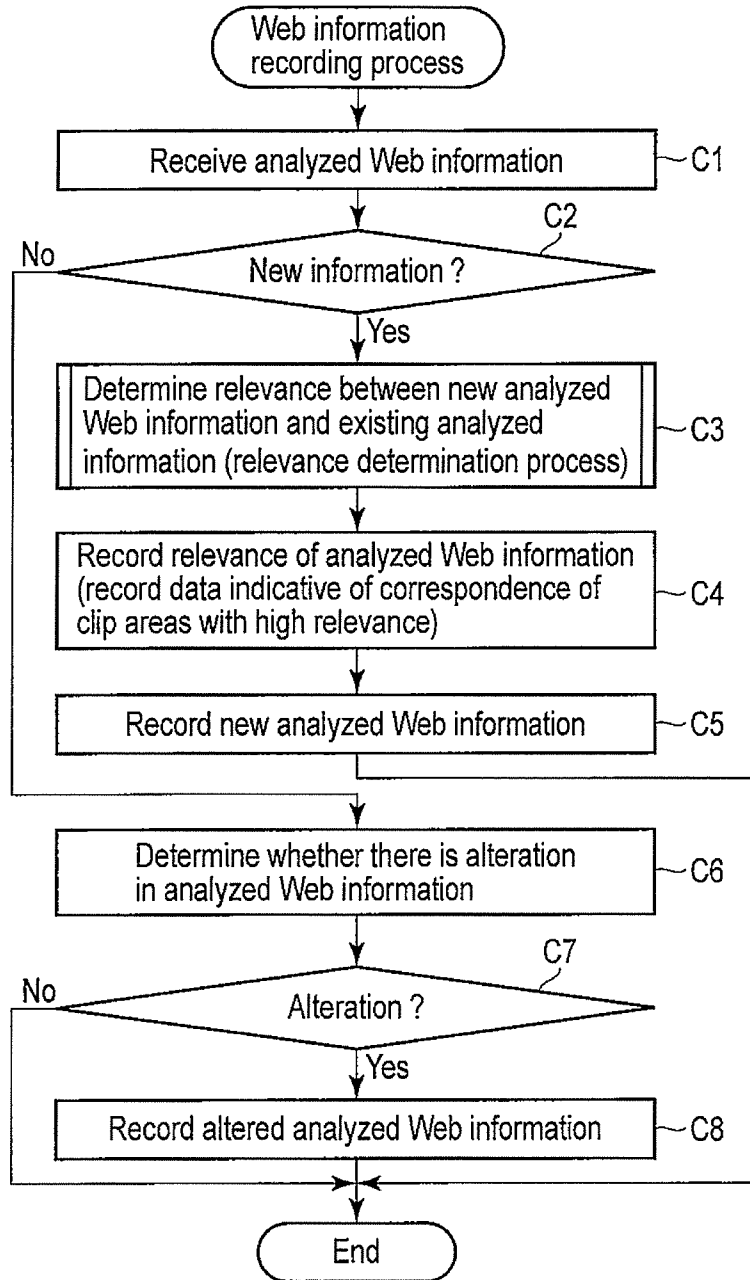 Web information
recording process
Receive analyzed Web information
C1
C2
No
New information ?
Yes
Determine relevance between new analyzed
Web information and existing analyzed
information (relevance determination process)
C3
Record relevance of analyzed Web information
(record data indicative of correspondence of
clip areas with high relevance)
C4
Record new analyzed Web information
C5
Determine whether there is alteration
in analyzed Web information
C6
C7
No
Alteration ?
Yes
Record altered analyzed Web information
C8
End